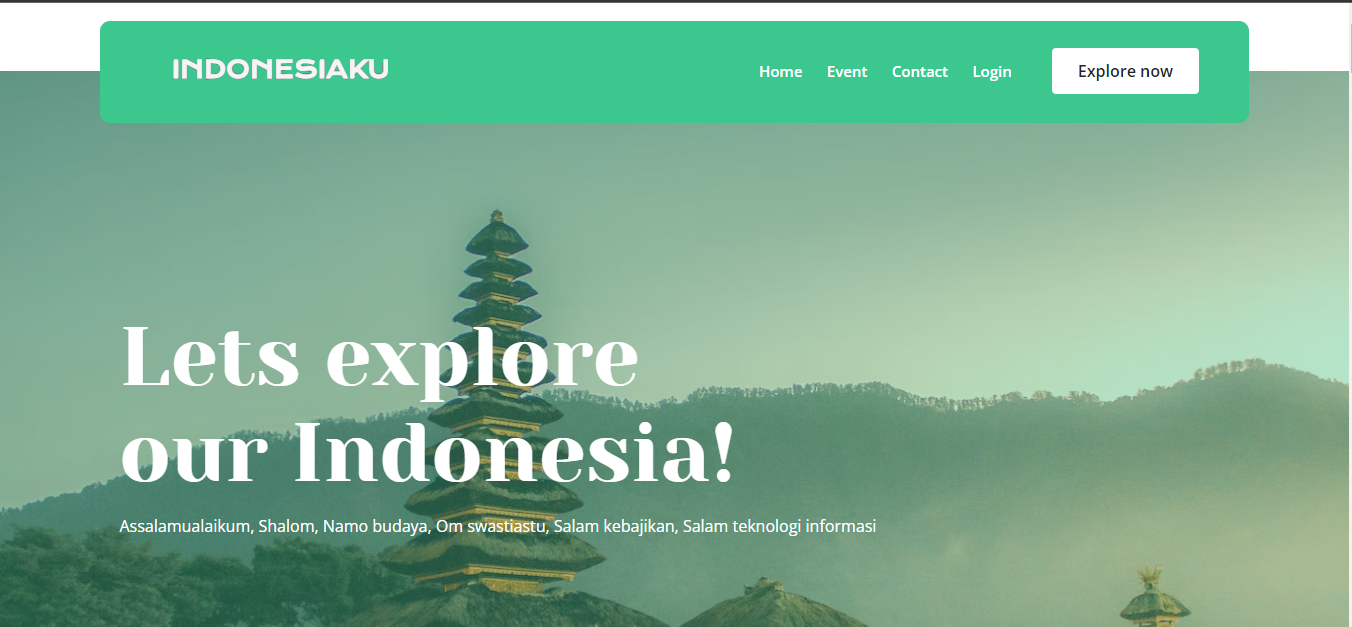 INDONESIAKU
Home Event Contact Login Explore now
Lets explore
our Indonesia!
Assalamualaikum, Shalom, Namo budaya, Om swastiastu, Salam kebajikan, Salam teknologi informasi